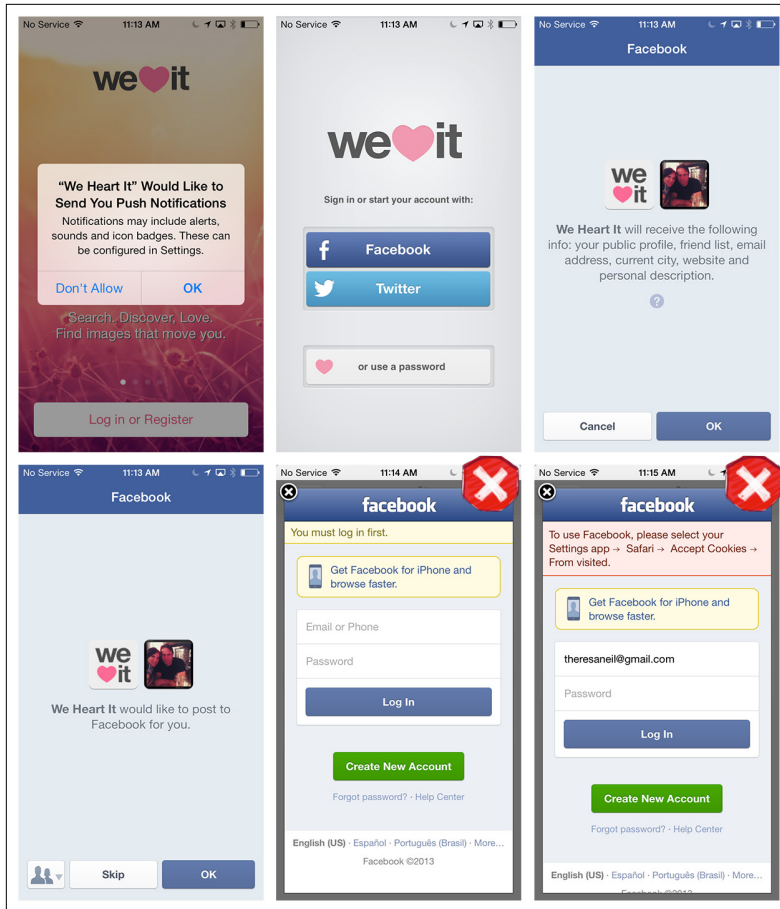 No Service 11:13 AM
we it
“We Heart It” Would Like to
Send You Push Notifications
Notifications may include alerts,
sounds and icon badges. These can
be configured in Settings.
Don't Allow OK
Search. Discover. Love.
Find images that move you.
Log in or Register
No Service 11:13 AM
we it
Sign in or start your account with:
f Facebook
Twitter
or use a password
No Service 11:13 AM
Facebook
we
it
We Heart It will receive the following
info: your public profile, friend list, email
address, current city, website and
personal description.
?
Cancel OK
No Service 11:13 AM
Facebook
we
it
We Heart It would like to post to
Facebook for you.
Skip OK
No Service 11:14 AM
facebook
You must log in first.
Get Facebook for iPhone and
browse faster.
Email or Phone
Password
Log In
Create New Account
Forgot password? · Help Center
English (US) · Español · Português (Brasil) · More...
Facebook ©2013
No Service 11:15 AM
facebook
To use Facebook, please select your
Settings app → Safari → Accept Cookies →
From visited.
Get Facebook for iPhone and
browse faster.
theresaneil@gmail.com
Password
Log In
Create New Account
Forgot password? · Help Center
English (US) · Español · Português (Brasil) · More...
Facebook ©2013